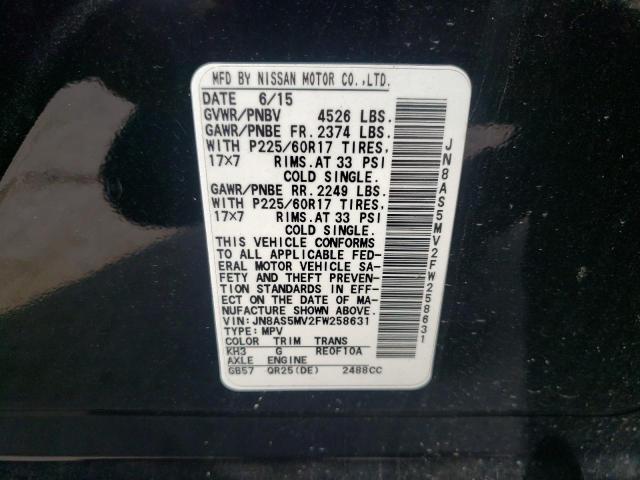 MFD BY NISSAN MOTOR CO.,LTD.
DATE 6/15
GVWR/PNBV 4526 LBS.
GAWR/PNBE FR. 2374 LBS.
WITH P225/60R17 TIRES,
17x7 RIMS.AT 33 PSI
COLD SINGLE.
GAWR/PNBE RR. 2249 LBS.
WITH P225/60R17 TIRES,
17x7 RIMS.AT 33 PSI
COLD SINGLE.
THIS VEHICLE CONFORMS
TO ALL APPLICABLE FED-
ERAL MOTOR VEHICLE SA-
FETY AND THEFT PREVENTION
STANDARDS IN EFF-
ECT ON THE DATE OF MANU-
FACTURE SHOWN ABOVE.
VIN: JN8AS5MV2FW258631
TYPE: MPV
COLOR TRIM TRANS
KH3 G RE0F10A
AXLE ENGINE
GB57 QR25(DE) 2488CC
JN8AS5MV2FW258631